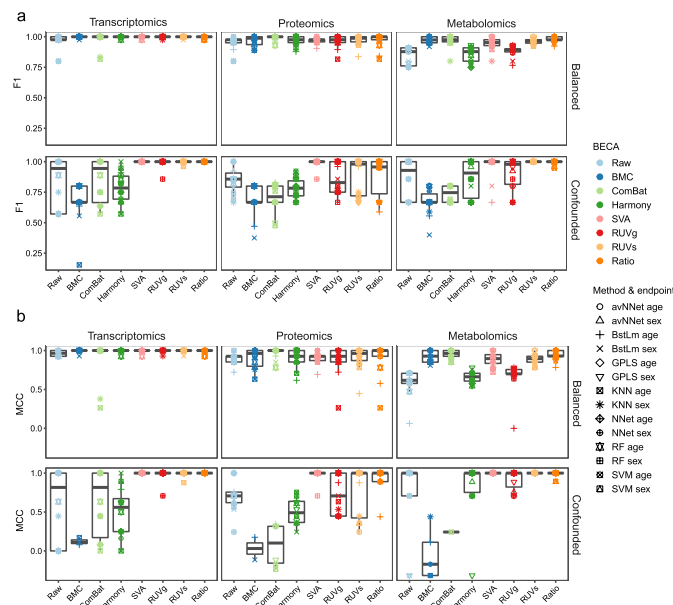 a
Transcriptomics
Proteomics
Metabolomics
F1
1.00
0.75
0.50
0.25
Balanced
F1
1.00
0.75
0.50
0.25
Confounded
Raw
BMC
ComBat
Harmony
SVA
RUVg
RUVs
Ratio
Raw
BMC
ComBat
Harmony
SVA
RUVg
RUVs
Ratio
Raw
BMC
ComBat
Harmony
SVA
RUVg
RUVs
Ratio
b
Transcriptomics
Proteomics
Metabolomics
MCC
1.0
0.5
0.0
Balanced
MCC
1.0
0.5
0.0
Confounded
Raw
BMC
ComBat
Harmony
SVA
RUVg
RUVs
Ratio
Raw
BMC
ComBat
Harmony
SVA
RUVg
RUVs
Ratio
Raw
BMC
ComBat
Harmony
SVA
RUVg
RUVs
Ratio
BECA
Raw
BMC
ComBat
Harmony
SVA
RUVg
RUVs
Ratio
Method & endpoint
avNNet age
avNNet sex
BstLm age
BstLm sex
GPLS age
GPLS sex
KNN age
KNN sex
NNet age
NNet sex
RF age
RF sex
SVM age
SVM sex